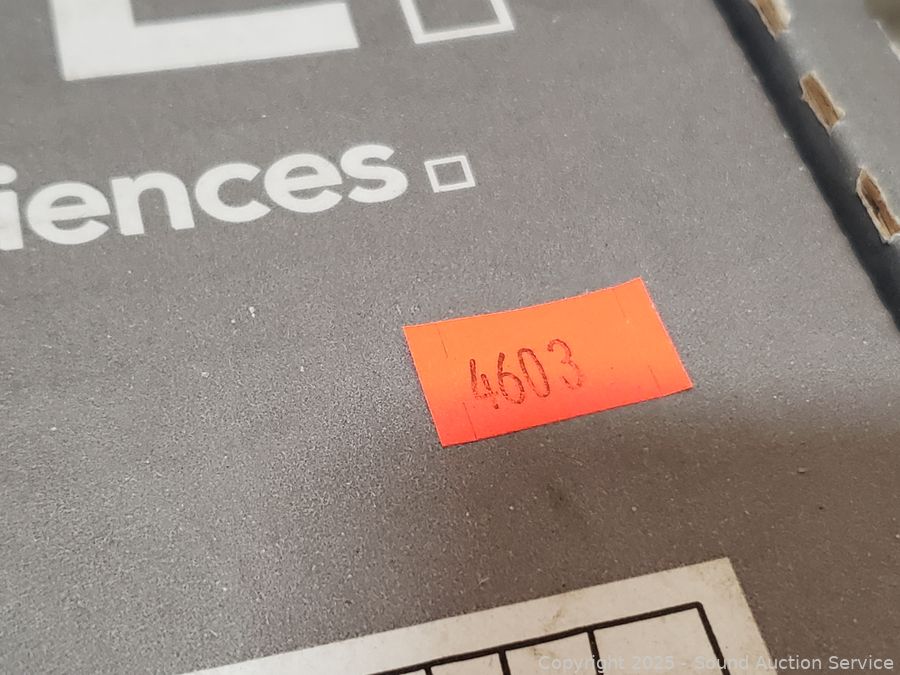 iences
4603
Copyright 2025 - Sound Auction Service